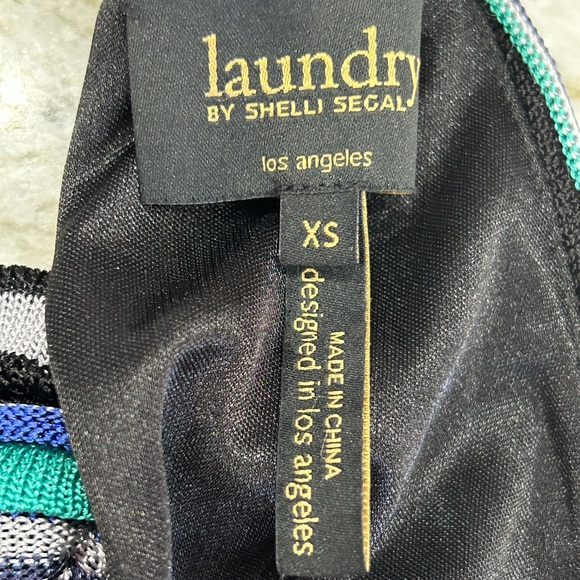 laundry
BY SHELLI SEGAL
los angeles
XS
MADE IN CHINA
designed in los angeles